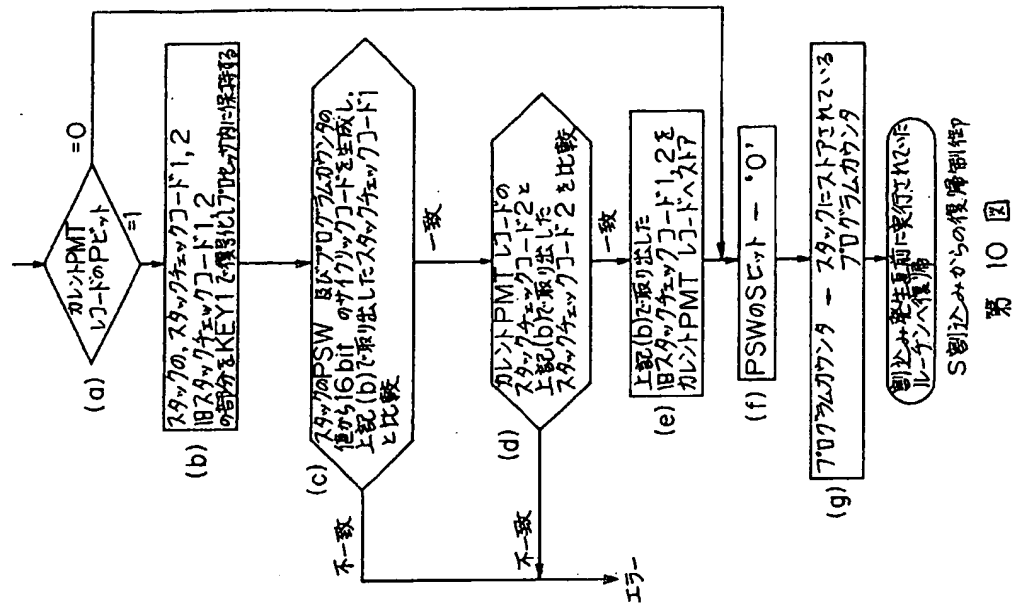 (a)
カレントPMT
レコードのPビット
=0
=1
(b)
スタックの、スタックチェックコード1,2
旧スタックチェックコード1,2
の部分をKEY1で復号化しプロセッサ内に保持する
(c)
スタックのPSW 及びプログラムカウンタの
値から16bit のサイクリックコードを生成し,
上記(b)で取り出したスタックチェックコード1
と比較
不一致
一致
(d)
カレントPMTレコードの
スタックチェックコード2と
上記(b)で取り出した
スタックチェックコード2を比較
不一致
一致
エラー
(e)
上記(b)で取り出した
旧スタックチェックコード1,2を
カレントPMTレコードへストア
(f)
PSWのSビット ー '0'
(g)
プログラムカウンタ ー スタックにストアされている
プログラムカウンタ
割込み発生直前に実行されていた
ルーチンへ復帰
S割込みからの復帰制御
第 10 図